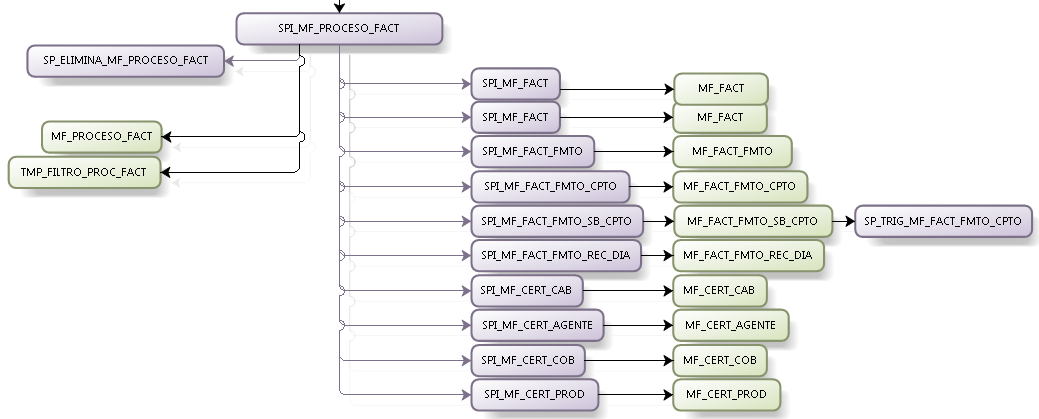 SPI_MF_PROCESO_FACT
SP_ELIMINA_MF_PROCESO_FACT
MF_PROCESO_FACT
TMP_FILTRO_PROC_FACT
SPI_MF_FACT
MF_FACT
SPI_MF_FACT
MF_FACT
SPI_MF_FACT_FMTO
MF_FACT_FMTO
SPI_MF_FACT_FMTO_CPTO
MF_FACT_FMTO_CPTO
SPI_MF_FACT_FMTO_SB_CPTO
MF_FACT_FMTO_SB_CPTO
SP_TRIG_MF_FACT_FMTO_CPTO
SPI_MF_FACT_FMTO_REC_DIA
MF_FACT_FMTO_REC_DIA
SPI_MF_CERT_CAB
MF_CERT_CAB
SPI_MF_CERT_AGENTE
MF_CERT_AGENTE
SPI_MF_CERT_COB
MF_CERT_COB
SPI_MF_CERT_PROD
MF_CERT_PROD